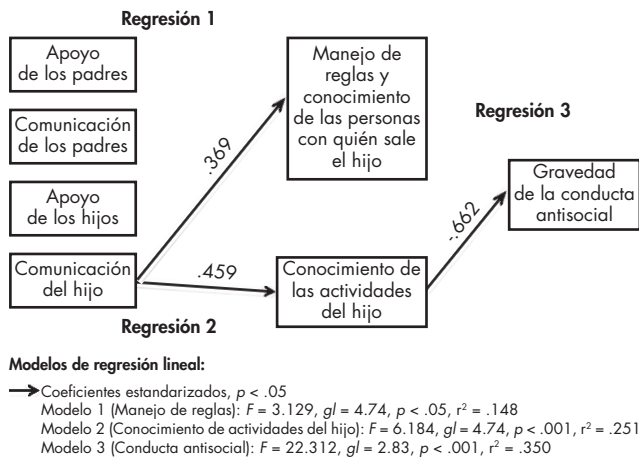 Regresión 1
Apoyo
de los padres
Comunicación
de los padres
Apoyo
de los hijos
Comunicación
del hijo
.369
.459
Regresión 2
Manejo de
reglas y
conocimiento
de las personas
con quién sale
el hijo
Conocimiento de
las actividades
del hijo
-.662
Regresión 3
Gravedad
de la conducta
antisocial
Modelos de regresión lineal:
Coeficientes estandarizados, p < .05
Modelo 1 (Manejo de reglas): F = 3.129, gl = 4.74, p < .05, r² = .148
Modelo 2 (Conocimiento de actividades del hijo): F = 6.184, gl = 4.74, p < .001, r² = .251
Modelo 3 (Conducta antisocial): F = 22.312, gl = 2.83, p < .001, r² = .350